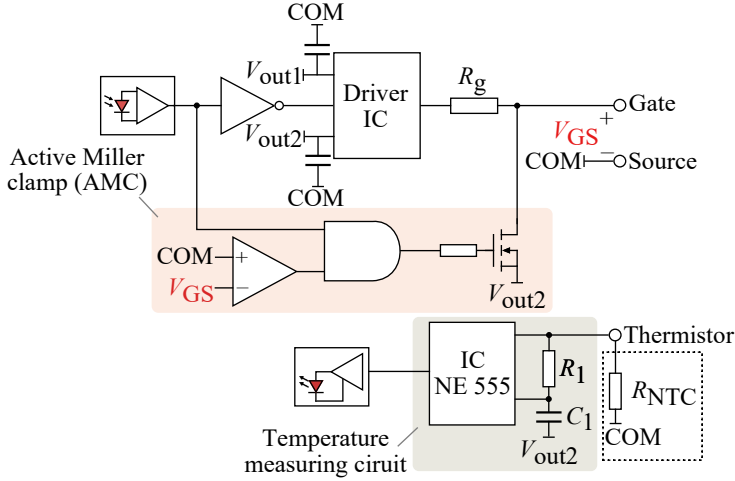 COM
Vout1
Driver
IC
Rg
Gate
+
VGS
−
COM
Source
Vout2
COM
Active Miller
clamp (AMC)
COM
+
VGS
−
Vout2
IC
NE 555
R1
C1
Vout2
Thermistor
RNTC
COM
Temperature
measuring ciruit